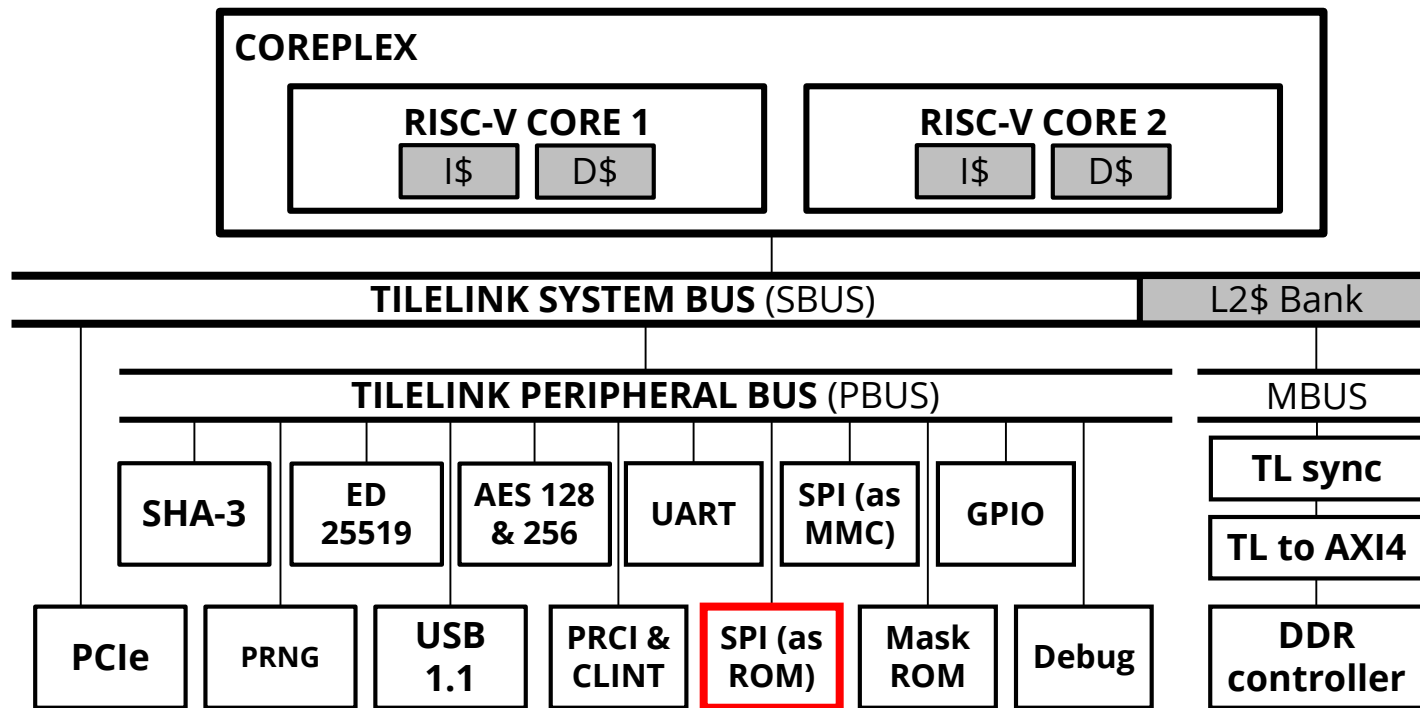 COREPLEX
RISC-V CORE 1
I$
D$
RISC-V CORE 2
I$
D$
TILELINK SYSTEM BUS (SBUS)
L2$ Bank
TILELINK PERIPHERAL BUS (PBUS)
MBUS
SHA-3
ED
25519
AES 128
& 256
UART
SPI (as
MMC)
GPIO
TL sync
TL to AXI4
PCIe
PRNG
USB
1.1
PRCI &
CLINT
SPI (as
ROM)
Mask
ROM
Debug
DDR
controller